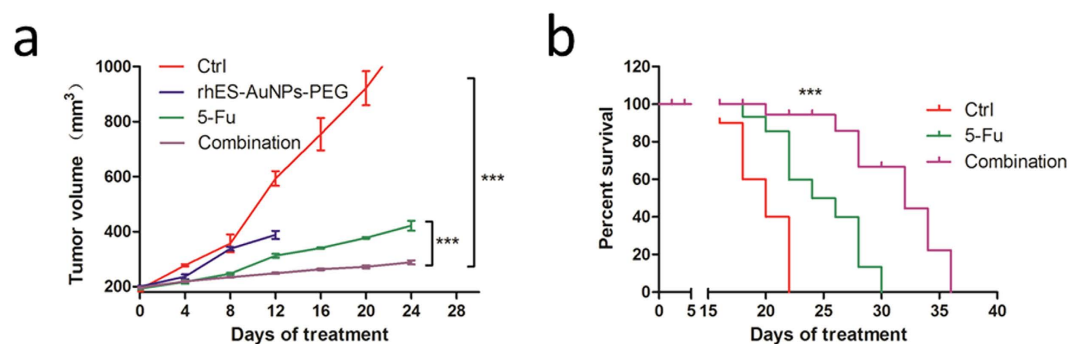 a
1000
800
600
400
200
Tumor volume (mm³)
Ctrl
rhES-AuNPs-PEG
5-Fu
Combination
***
***
0 4 8 12 16 20 24 28
Days of treatment
b
120
100
80
60
40
20
0
Percent survival
***
Ctrl
5-Fu
Combination
0 5 15 20 25 30 35 40
Days of treatment